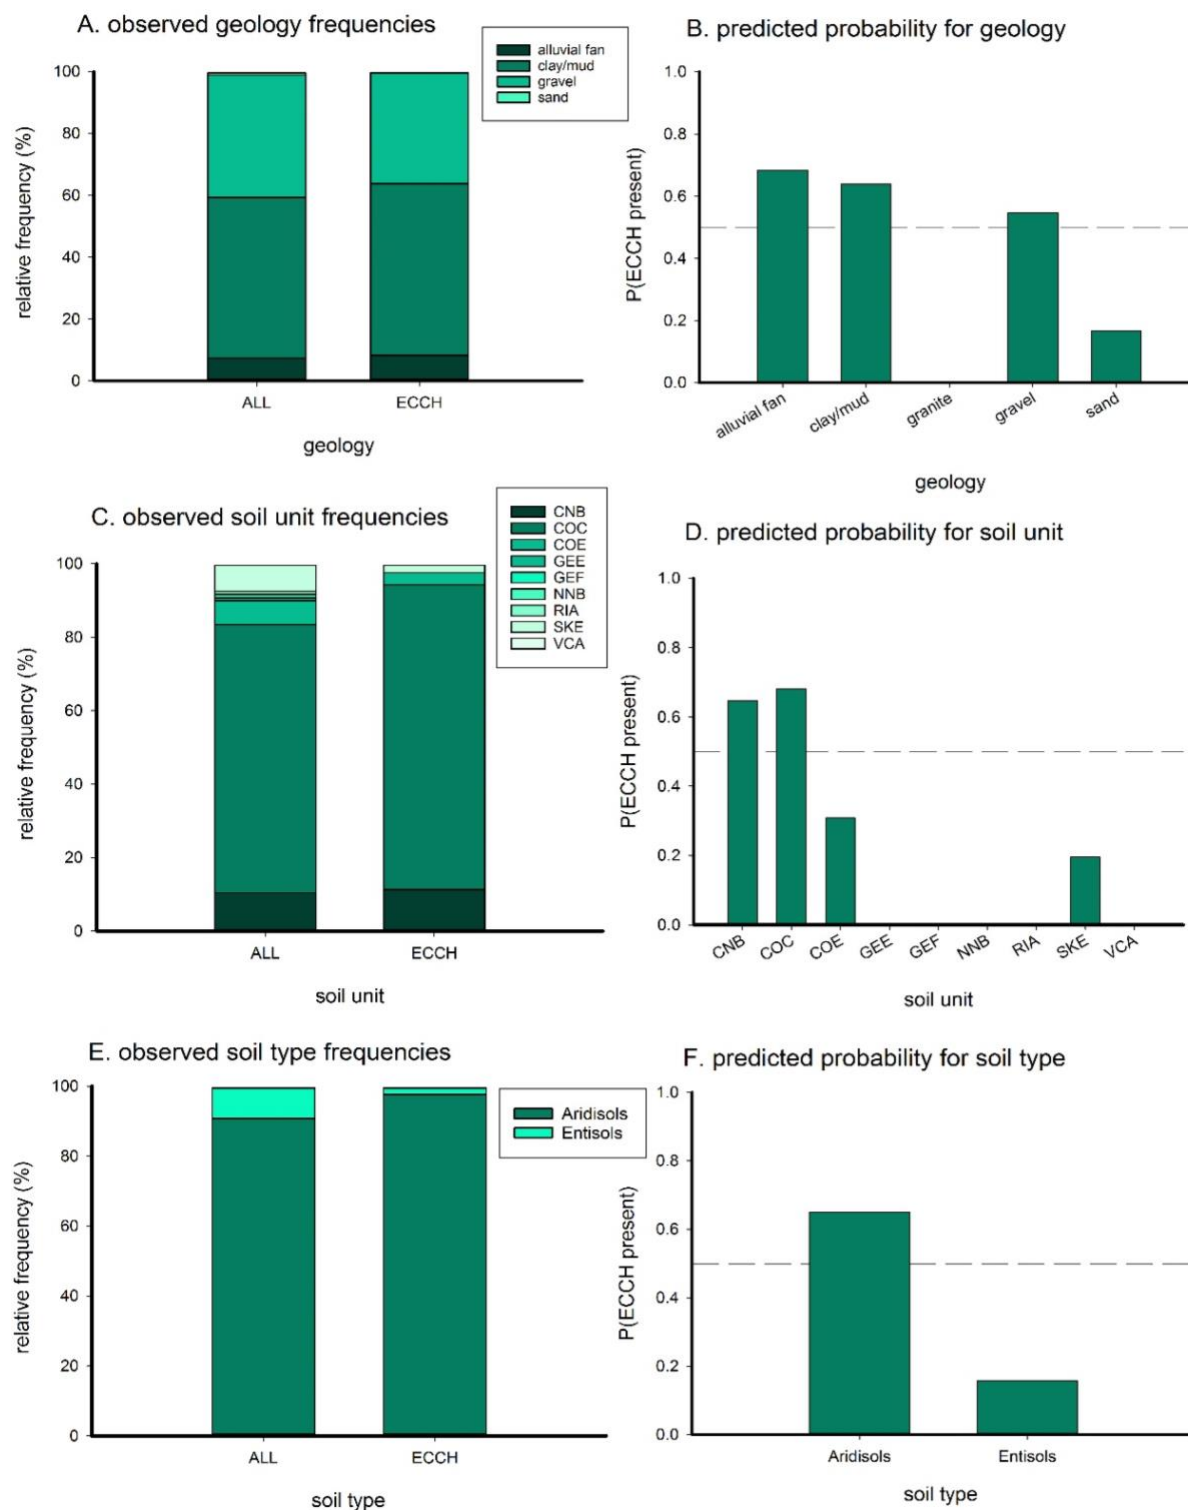 A. observed geology frequencies
alluvial fan
clay/mud
gravel
sand
100
80
60
40
20
0
relative frequency (%)
ALL
ECCH
geology
B. predicted probability for geology
1.0
0.8
0.6
0.4
0.2
0.0
P(ECCH present)
alluvial fan
clay/mud
granite
gravel
sand
geology
C. observed soil unit frequencies
CNB
COC
COE
GEE
GEF
NNB
RIA
SKE
VCA
100
80
60
40
20
0
relative frequency (%)
ALL
ECCH
soil unit
D. predicted probability for soil unit
1.0
0.8
0.6
0.4
0.2
0.0
P(ECCH present)
CNB
COC
COE
GEE
GEF
NNB
RIA
SKE
VCA
soil unit
E. observed soil type frequencies
Aridisols
Entisols
100
80
60
40
20
0
relative frequency (%)
ALL
ECCH
soil type
F. predicted probability for soil type
1.0
0.8
0.6
0.4
0.2
0.0
P(ECCH present)
Aridisols
Entisols
soil type